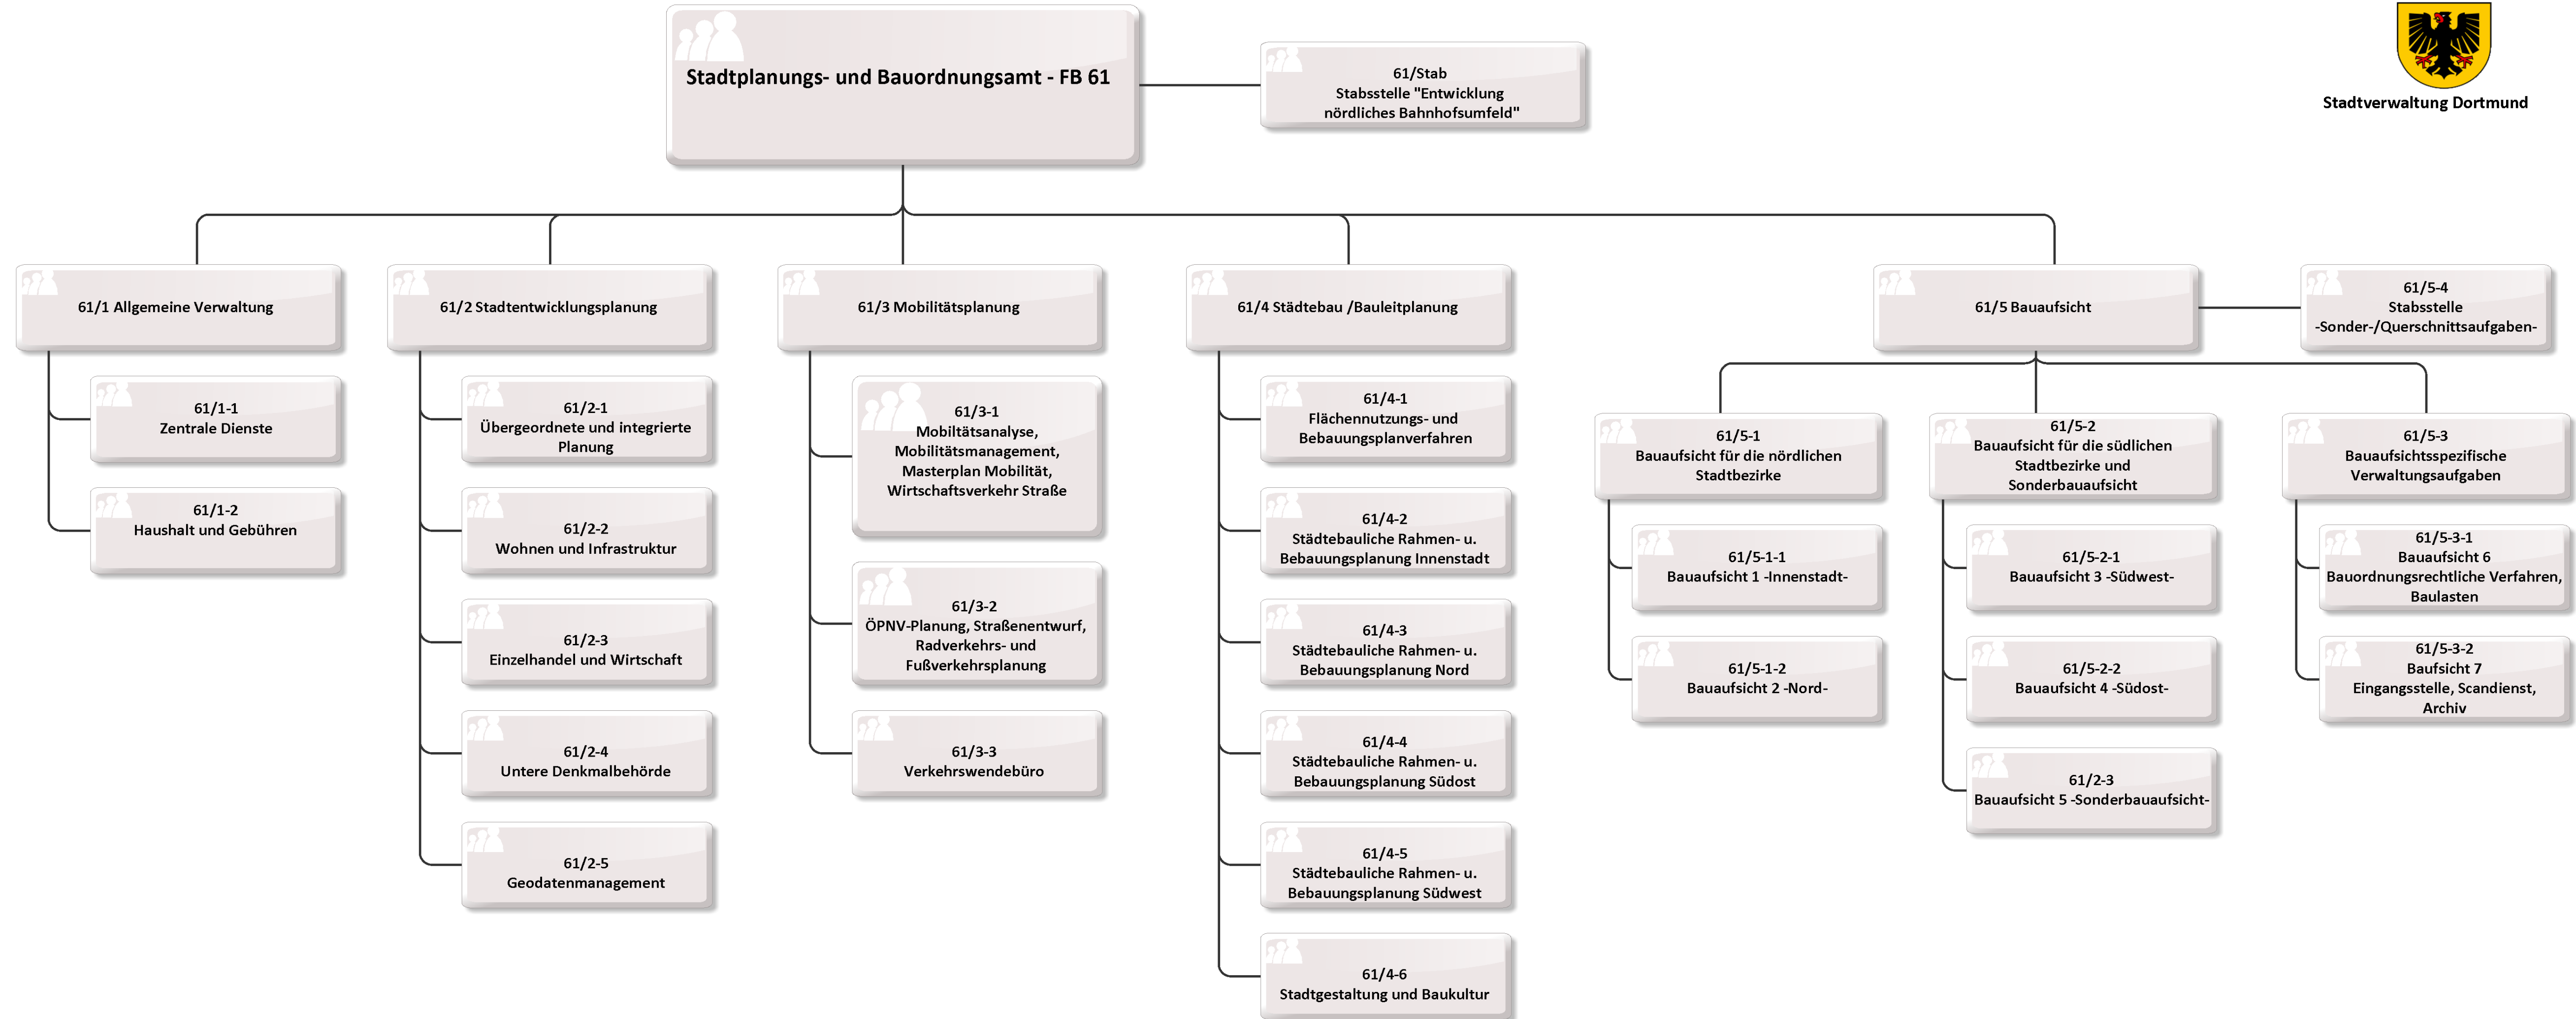 Stadtplanungs- und Bauordnungsamt - FB 61
61/Stab
Stabsstelle "Entwicklung
nördliches Bahnhofsumfeld"
Stadtverwaltung Dortmund
61/1 Allgemeine Verwaltung
61/1-1
Zentrale Dienste
61/1-2
Haushalt und Gebühren
61/2 Stadtentwicklungsplanung
61/2-1
Übergeordnete und integrierte
Planung
61/2-2
Wohnen und Infrastruktur
61/2-3
Einzelhandel und Wirtschaft
61/2-4
Untere Denkmalbehörde
61/2-5
Geodatenmanagement
61/3 Mobilitätsplanung
61/3-1
Mobiltätsanalyse,
Mobilitätsmanagement,
Masterplan Mobilität,
Wirtschaftsverkehr Straße
61/3-2
ÖPNV-Planung, Straßenentwurf,
Radverkehrs- und
Fußverkehrsplanung
61/3-3
Verkehrswendebüro
61/4 Städtebau /Bauleitplanung
61/4-1
Flächennutzungs- und
Bebauungsplanverfahren
61/4-2
Städtebauliche Rahmen- u.
Bebauungsplanung Innenstadt
61/4-3
Städtebauliche Rahmen- u.
Bebauungsplanung Nord
61/4-4
Städtebauliche Rahmen- u.
Bebauungsplanung Südost
61/4-5
Städtebauliche Rahmen- u.
Bebauungsplanung Südwest
61/4-6
Stadtgestaltung und Baukultur
61/5 Bauaufsicht
61/5-4
Stabsstelle
-Sonder-/Querschnittsaufgaben-
61/5-1
Bauaufsicht für die nördlichen
Stadtbezirke
61/5-1-1
Bauaufsicht 1 -Innenstadt-
61/5-1-2
Bauaufsicht 2 -Nord-
61/5-2
Bauaufsicht für die südlichen
Stadtbezirke und
Sonderbauaufsicht
61/5-2-1
Bauaufsicht 3 -Südwest-
61/5-2-2
Bauaufsicht 4 -Südost-
61/2-3
Bauaufsicht 5 -Sonderbauaufsicht-
61/5-3
Bauaufsichtsspezifische
Verwaltungsaufgaben
61/5-3-1
Bauaufsicht 6
Bauordnungsrechtliche Verfahren,
Baulasten
61/5-3-2
Baufsicht 7
Eingangsstelle, Scandienst,
Archiv